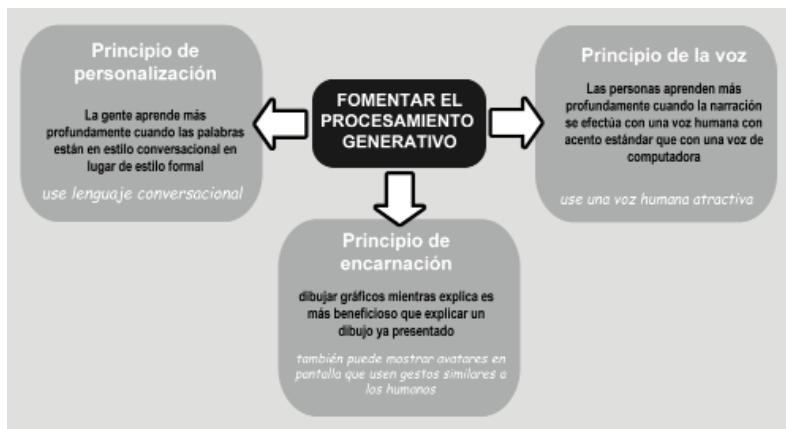 Principio de
personalización
La gente aprende más
profundamente cuando las palabras
están en estilo conversacional en
lugar de estilo formal
use lenguaje conversacional
FOMENTAR EL
PROCESAMIENTO
GENERATIVO
Principio de la voz
Las personas aprenden más
profundamente cuando la narración
se efectúa con una voz humana con
acento estándar que con una voz de
computadora
use una voz humana atractiva
Principio de
encarnación
dibujar gráficos mientras explica es
más beneficioso que explicar un
dibujo ya presentado
también puede mostrar avatares en
pantalla que usen gestos similares a
los humanos